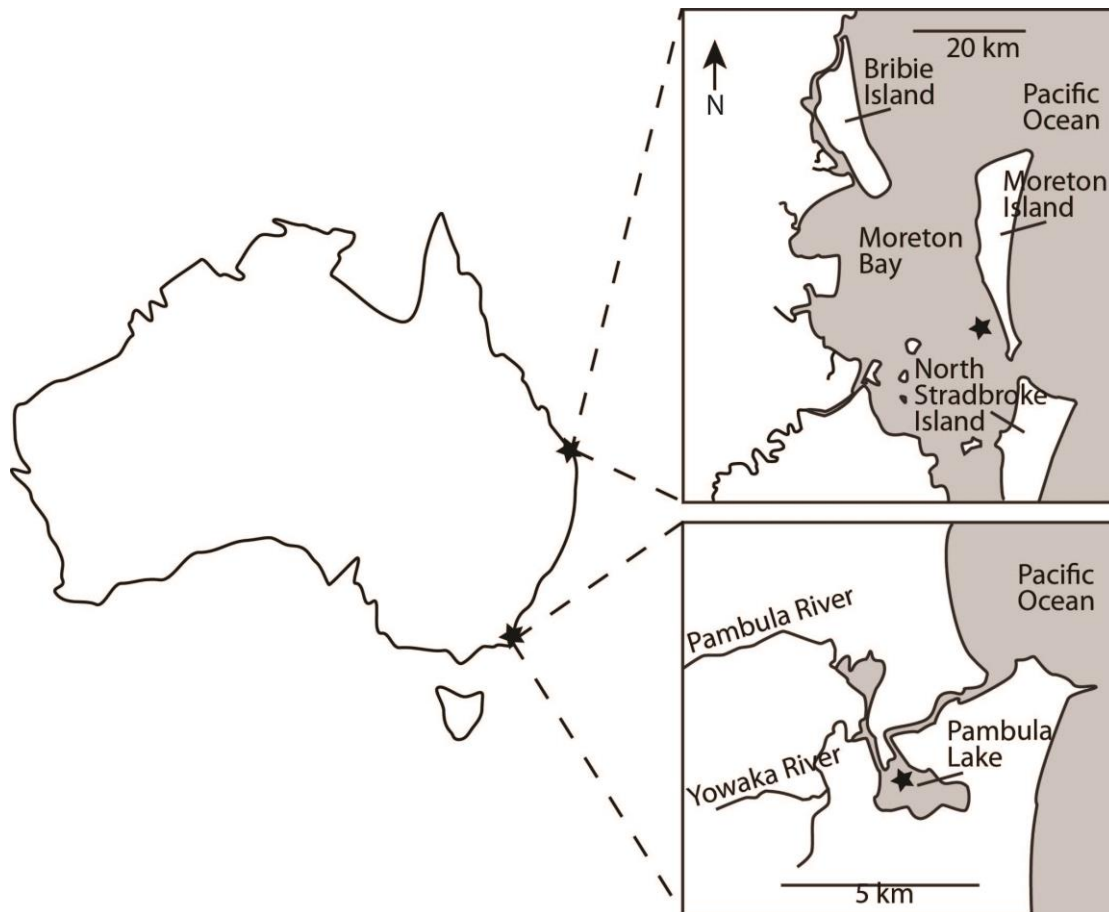 20 km
N
Bribie
Island
Pacific
Ocean
Moreton
Island
Moreton
Bay
North
Stradbroke
Island
Pacific
Ocean
Pambula River
Pambula
Lake
Yowaka River
5 km